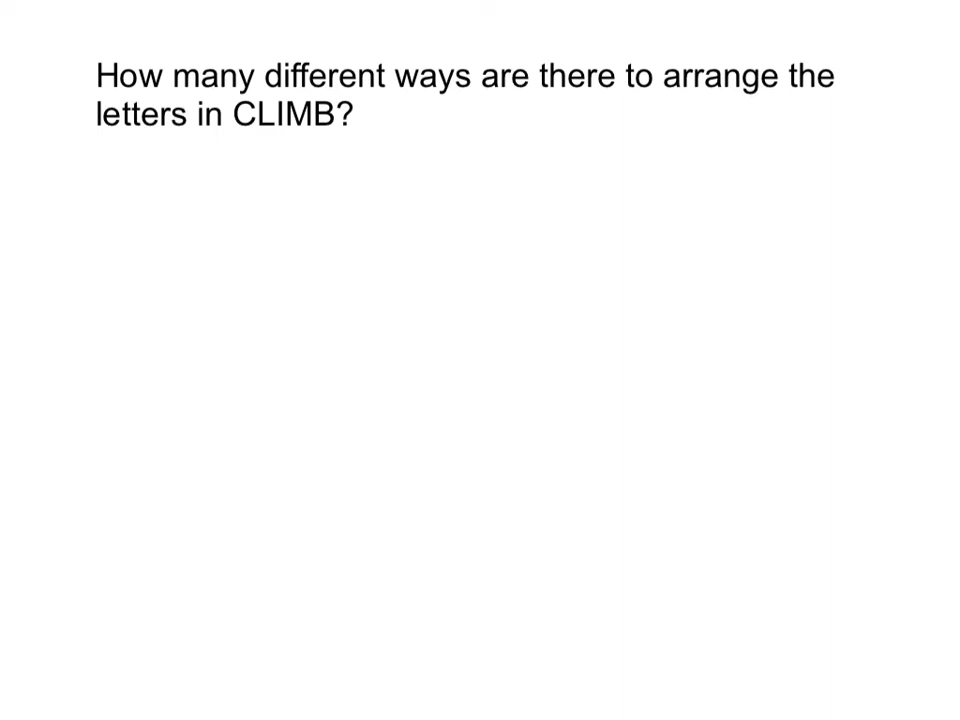 How many different ways are there to arrange the
letters in CLIMB?